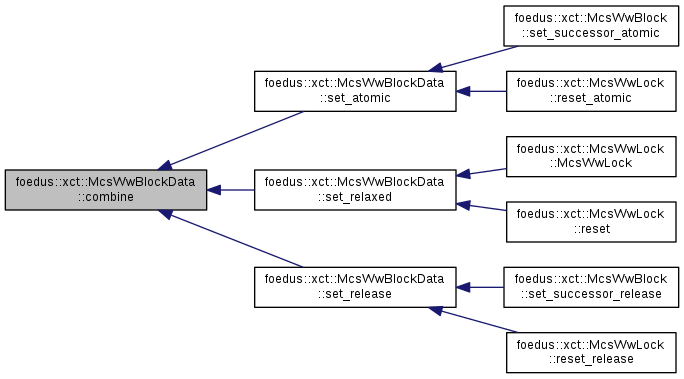 foedus::xct::McsWwBlock
::set_successor_atomic
foedus::xct::McsWwBlockData
::set_atomic
foedus::xct::McsWwLock
::reset_atomic
foedus::xct::McsWwLock
::McsWwLock
foedus::xct::McsWwBlockData
::combine
foedus::xct::McsWwBlockData
::set_relaxed
foedus::xct::McsWwLock
::reset
foedus::xct::McsWwBlockData
::set_release
foedus::xct::McsWwBlock
::set_successor_release
foedus::xct::McsWwLock
::reset_release